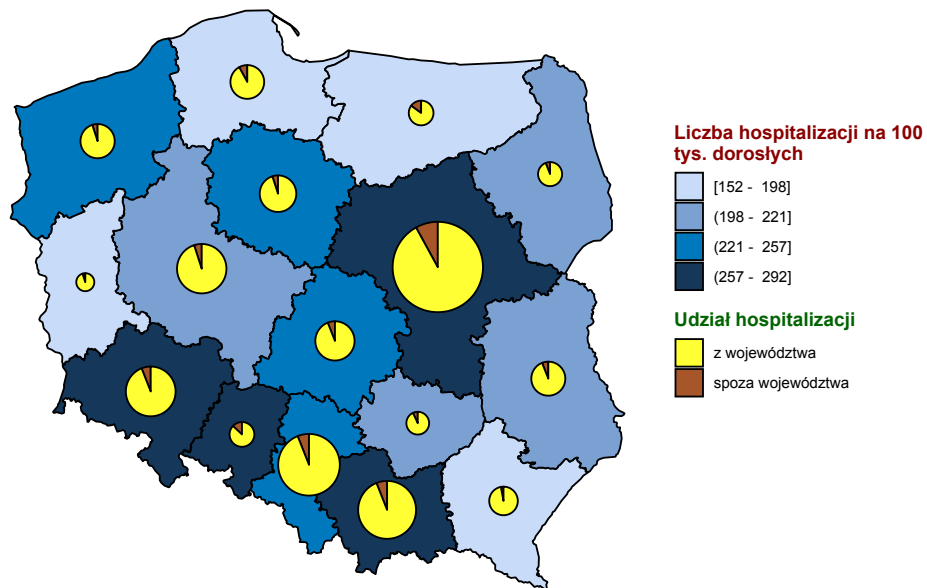 Liczba hospitalizacji na 100
tys. dorosłych
[152 - 198]
(198 - 221]
(221 - 257]
(257 - 292]
Udział hospitalizacji
z województwa
spoza województwa